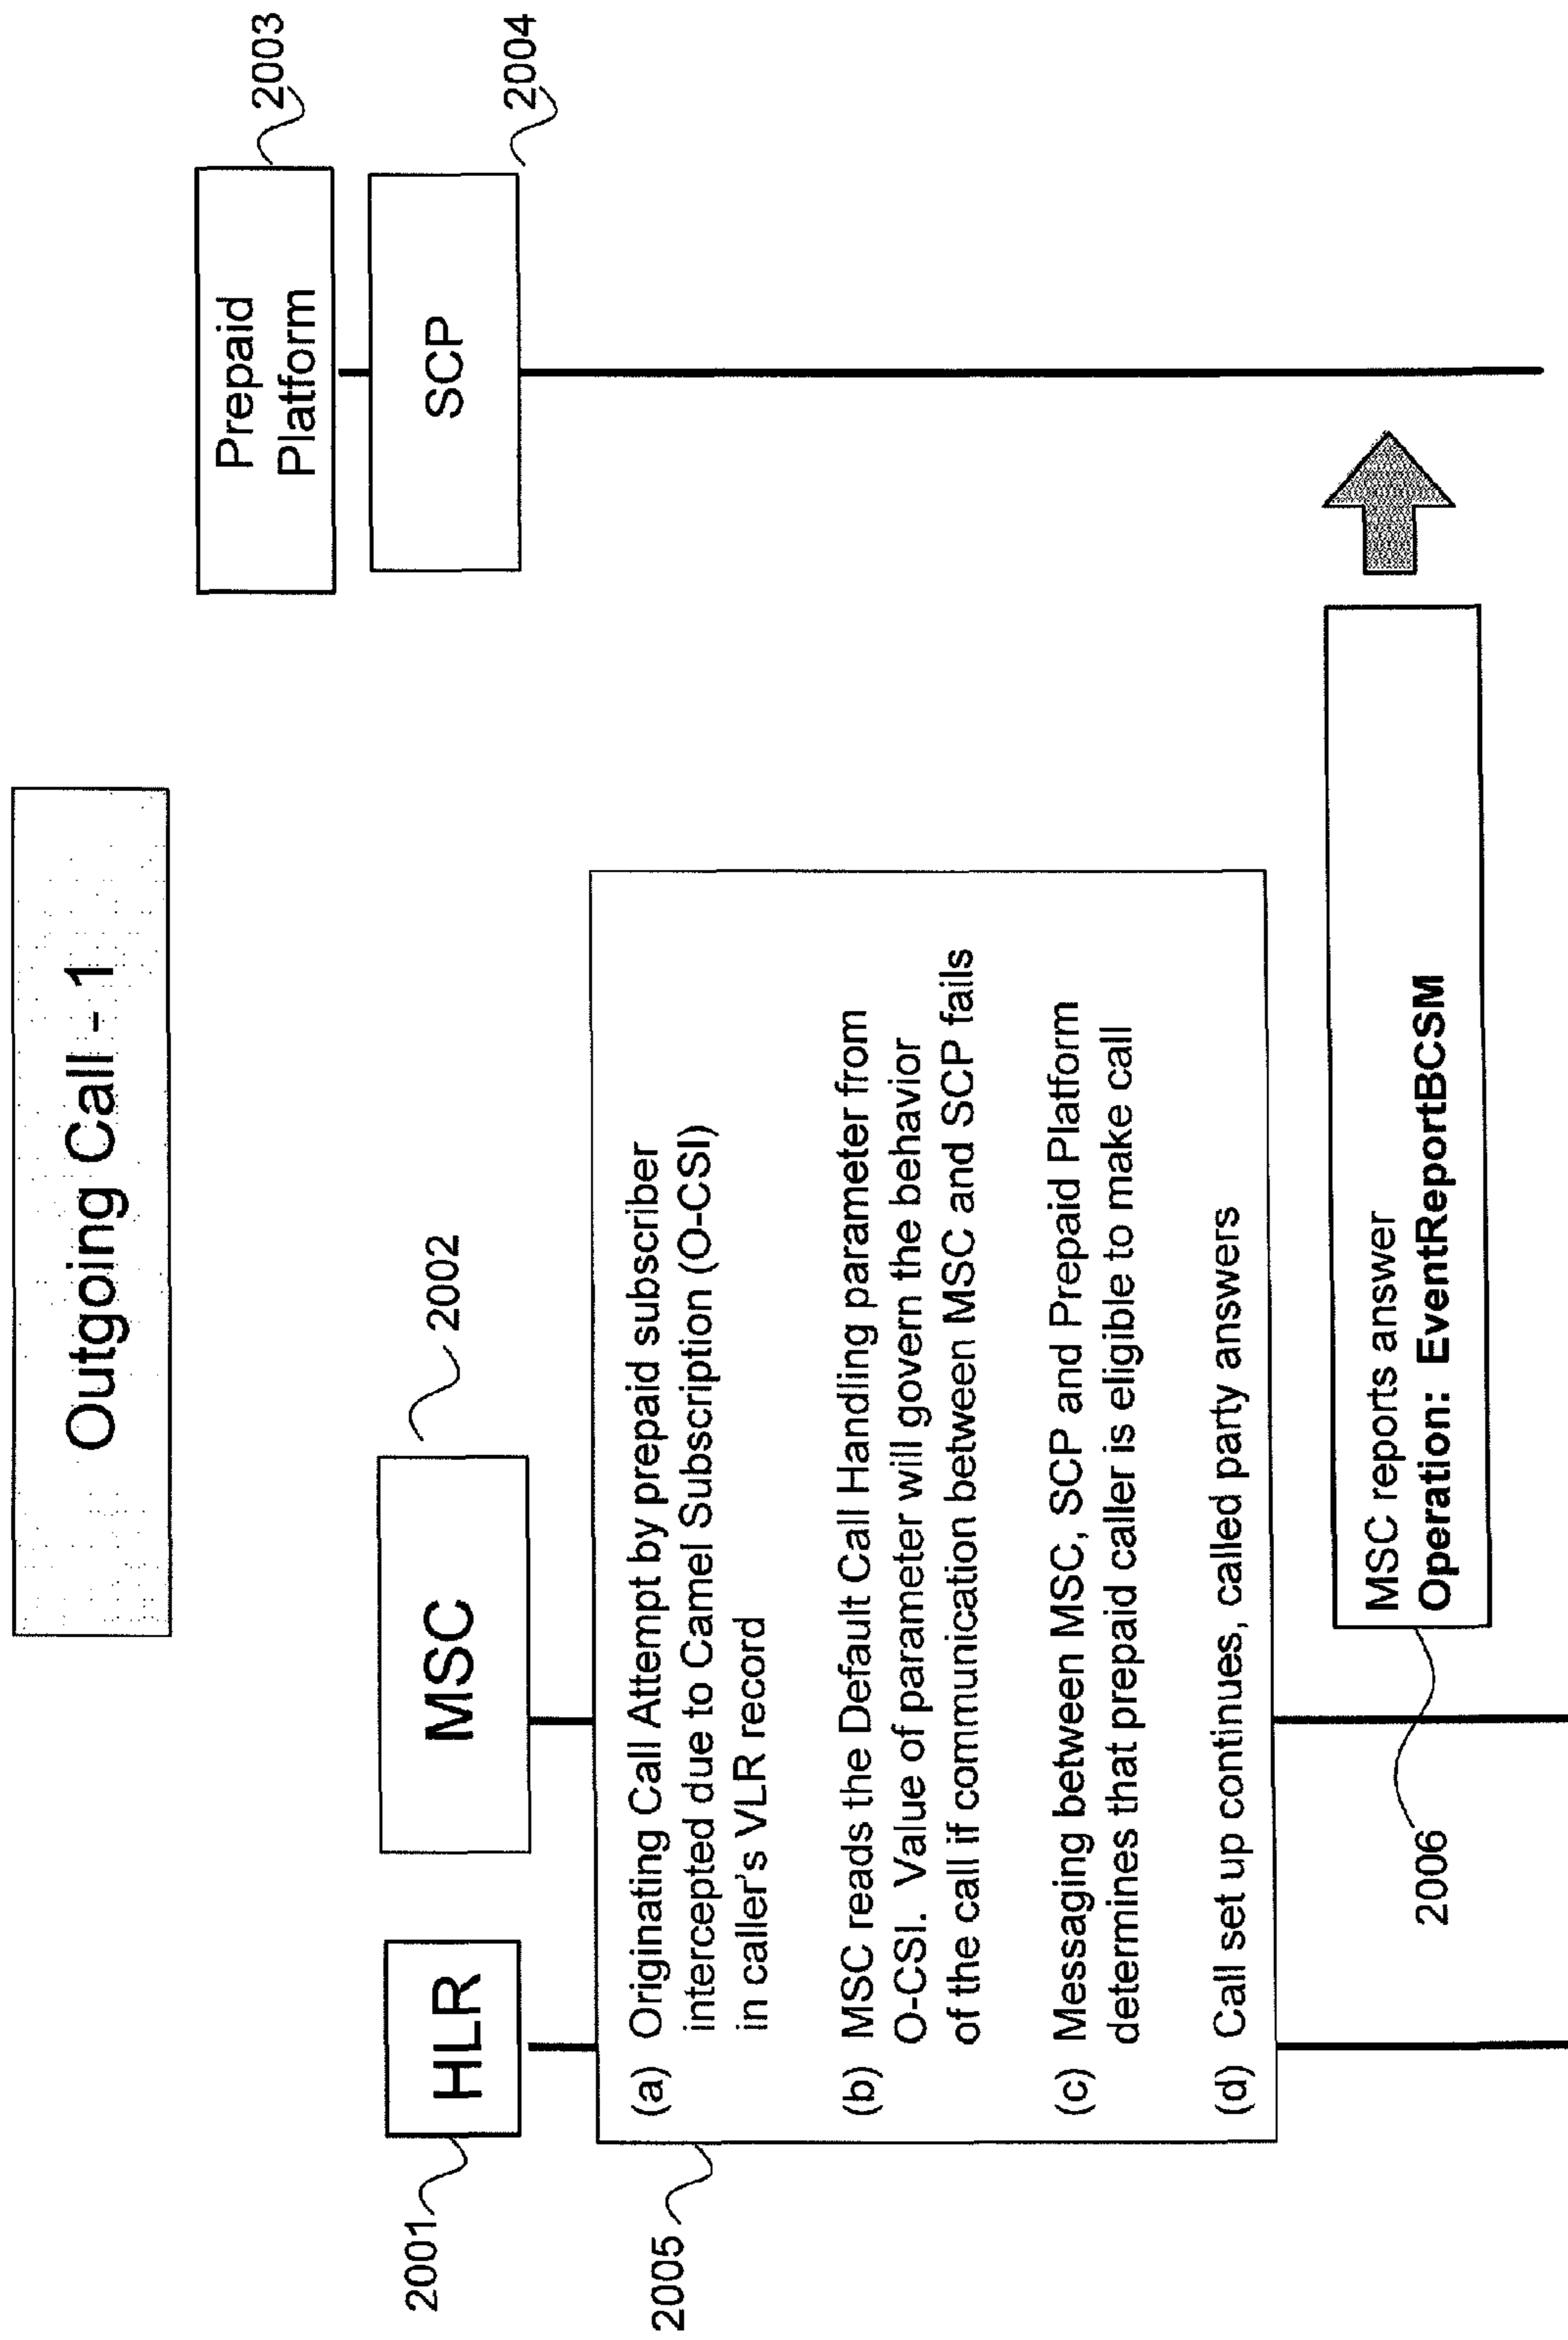 Outgoing Call - 1
2003
Prepaid
Platform
2004
SCP
2002
MSC
2001
HLR
2005
(a) Originating Call Attempt by prepaid subscriber
intercepted due to Camel Subscription (O-CSI)
in caller's VLR record
(b) MSC reads the Default Call Handling parameter from
O-CSI. Value of parameter will govern the behavior
of the call if communication between MSC and SCP fails
(c) Messaging between MSC, SCP and Prepaid Platform
determines that prepaid caller is eligible to make call
(d) Call set up continues, called party answers
MSC reports answer
Operation: EventReportBCSM
2006